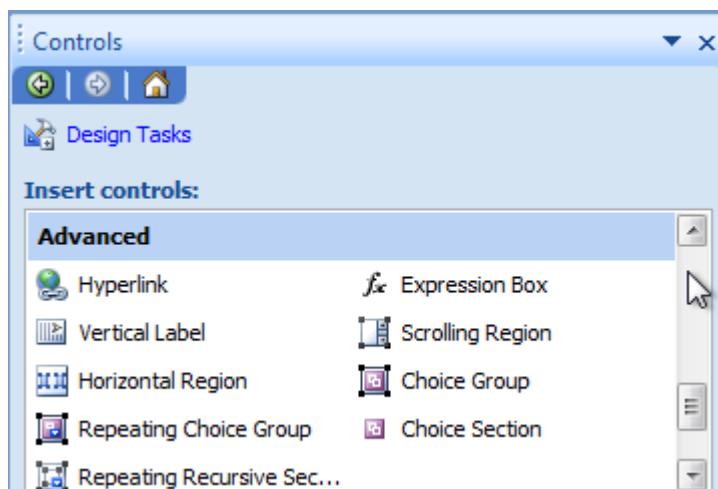 Controls
Design Tasks
Insert controls:
Advanced
Hyperlink
fx Expression Box
Vertical Label
Scrolling Region
Horizontal Region
Choice Group
Repeating Choice Group
Choice Section
Repeating Recursive Sec...